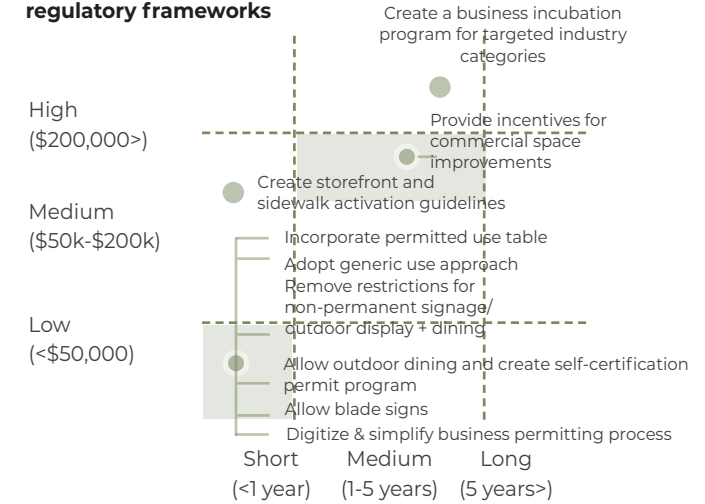 regulatory frameworks
Create a business incubation
program for targeted industry
categories
High
($200,000>)
Provide incentives for
commercial space
improvements
Create storefront and
sidewalk activation guidelines
Medium
($50k-$200k)
Incorporate permitted use table
Adopt generic use approach
Remove restrictions for
non-permanent signage/
outdoor display + dining
Low
(<$50,000)
Allow outdoor dining and create self-certification
permit program
Allow blade signs
Digitize & simplify business permitting process
Short
(<1 year)
Medium
(1-5 years)
Long
(5 years>)